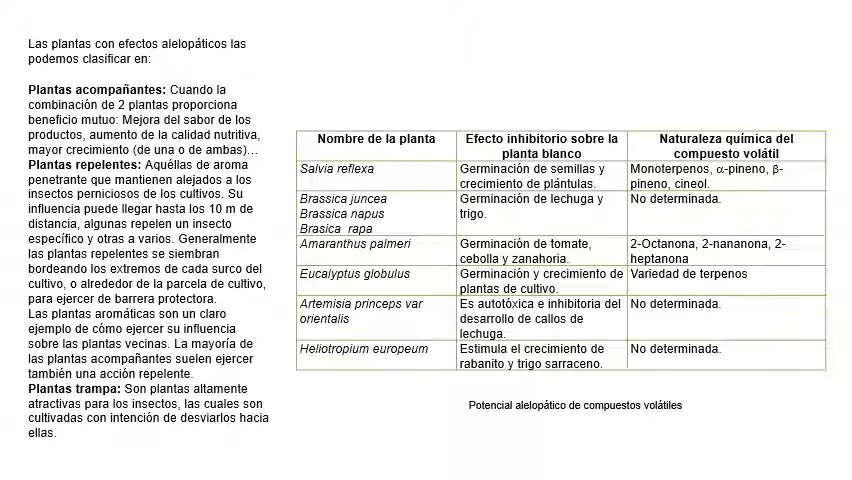 Las plantas con efectos alelopáticos las
podemos clasificar en:
Plantas acompañantes: Cuando la
combinación de 2 plantas proporciona
beneficio mutuo: Mejora del sabor de los
productos, aumento de la calidad nutritiva,
mayor crecimiento (de una o de ambas)…
Plantas repelentes: Aquéllas de aroma
penetrante que mantienen alejados a los
insectos perniciosos de los cultivos. Su
influencia puede llegar hasta los 10 m de
distancia, algunas repelen un insecto
específico y otras a varios. Generalmente
las plantas repelentes se siembran
bordeando los extremos de cada surco del
cultivo, o alrededor de la parcela de cultivo,
para ejercer de barrera protectora.
Las plantas aromáticas son un claro
ejemplo de cómo ejercer su influencia
sobre las plantas vecinas. La mayoría de
las plantas acompañantes suelen ejercer
también una acción repelente.
Plantas trampa: Son plantas altamente
atractivas para los insectos, las cuales son
cultivadas con intención de desviarlos hacia
ellas.
Nombre de la planta
Efecto inhibitorio sobre la
planta blanco
Naturaleza química del
compuesto volátil
Salvia reflexa
Germinación de semillas y
crecimiento de plántulas.
Monoterpenos, α-pineno, β-
pineno, cineol.
Brassica juncea
Brassica napus
Brasica rapa
Germinación de lechuga y
trigo.
No determinada.
Amaranthus palmeri
Germinación de tomate,
cebolla y zanahoria.
2-Octanona, 2-nananona, 2-
heptanona
Eucalyptus globulus
Germinación y crecimiento de
plantas de cultivo.
Variedad de terpenos
Artemisia princeps var
orientalis
Es autotóxica e inhibitoria del
desarrollo de callos de
lechuga.
No determinada.
Heliotropium europeum
Estimula el crecimiento de
rabanito y trigo sarraceno.
No determinada.
Potencial alelopático de compuestos volátiles